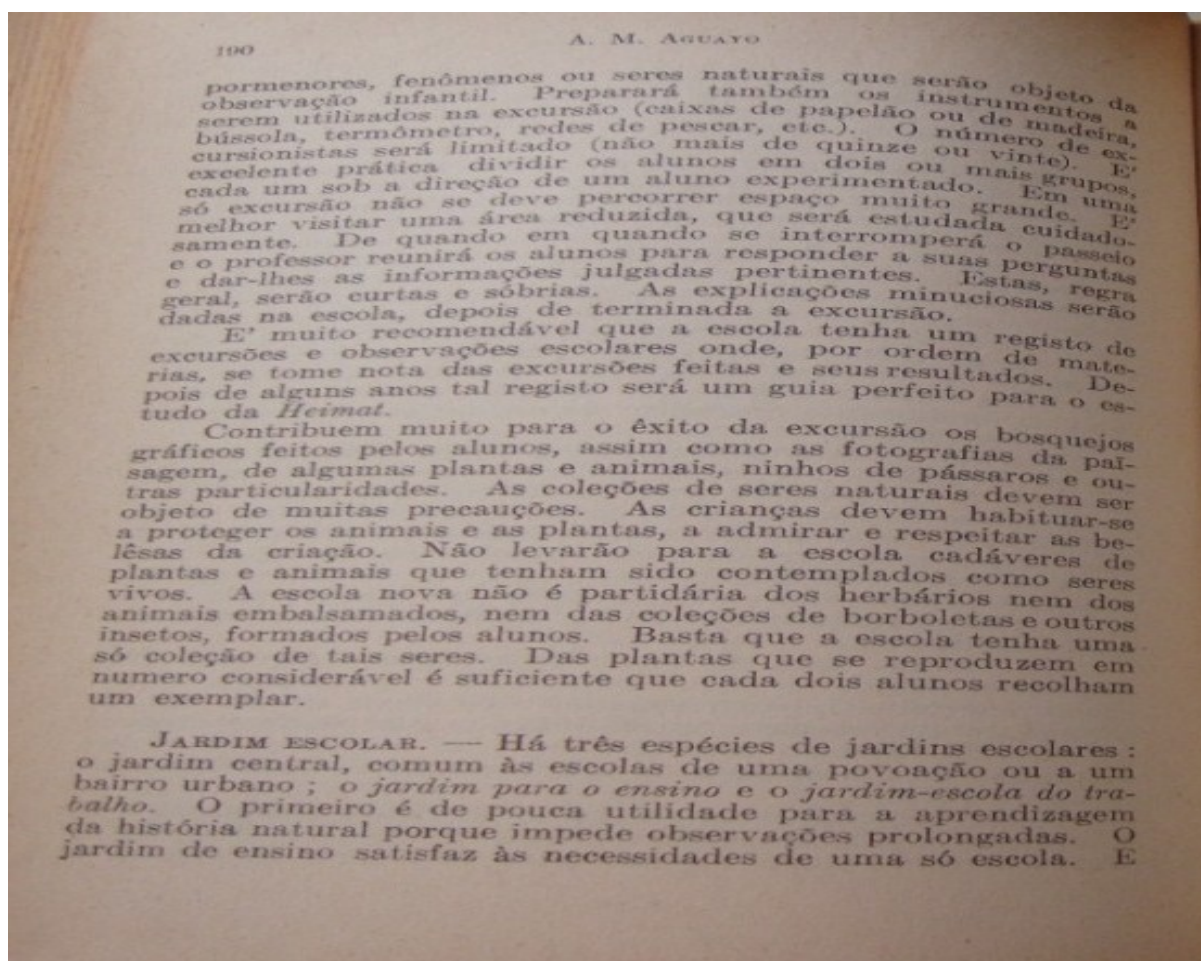 190
A. M. Aguayo
pormenores, fenômenos ou seres naturais que serão objeto da
observação infantil. Preparará também os instrumentos a
serem utilizados na excursão (caixas de papelão ou de madeira,
bússola, termômetro, redes de pescar, etc.). O número de ex-
cursionistas será limitado (não mais de quinze ou vinte). E'
excelente prática dividir os alunos em dois ou mais grupos,
cada um sob a direção de um aluno experimentado. Em uma
só excursão não se deve percorrer espaço muito grande. E'
melhor visitar uma área reduzida, que será estudada cuidado-
samente. De quando em quando se interromperá o passeio
e o professor reunirá os alunos para responder a suas perguntas
e dar-lhes as informações julgadas pertinentes. Estas, regra
geral, serão curtas e sóbrias. As explicações minuciosas serão
dadas na escola, depois de terminada a excursão.
E' muito recomendável que a escola tenha um registo de
excursões e observações escolares onde, por ordem de maté-
rias, se tome nota das excursões feitas e seus resultados. De-
pois de alguns anos tal registo será um guia perfeito para o es-
tudo da Heimat.
Contribuem muito para o êxito da excursão os bosquejos
gráficos feitos pelos alunos, assim como as fotografias da paï-
sagem, de algumas plantas e animais, ninhos de pássaros e ou-
tras particularidades. As coleções de seres naturais devem ser
objeto de muitas precauções. As crianças devem habituar-se
a proteger os animais e as plantas, a admirar e respeitar as be-
lêsas da criação. Não levarão para a escola cadáveres de
plantas e animais que tenham sido contemplados como seres
vivos. A escola nova não é partidária dos herbários nem dos
animais embalsamados, nem das coleções de borboletas e outros
insetos, formados pelos alunos. Basta que a escola tenha uma
só coleção de tais seres. Das plantas que se reproduzem em
numero considerável é suficiente que cada dois alunos recolham
um exemplar.
Jardim escolar. — Há três espécies de jardins escolares :
o jardim central, comum às escolas de uma povoação ou a um
bairro urbano ; o jardim para o ensino e o jardim-escola do tra-
balho. O primeiro é de pouca utilidade para a aprendizagem
da história natural porque impede observações prolongadas. O
jardim de ensino satisfaz às necessidades de uma só escola. E